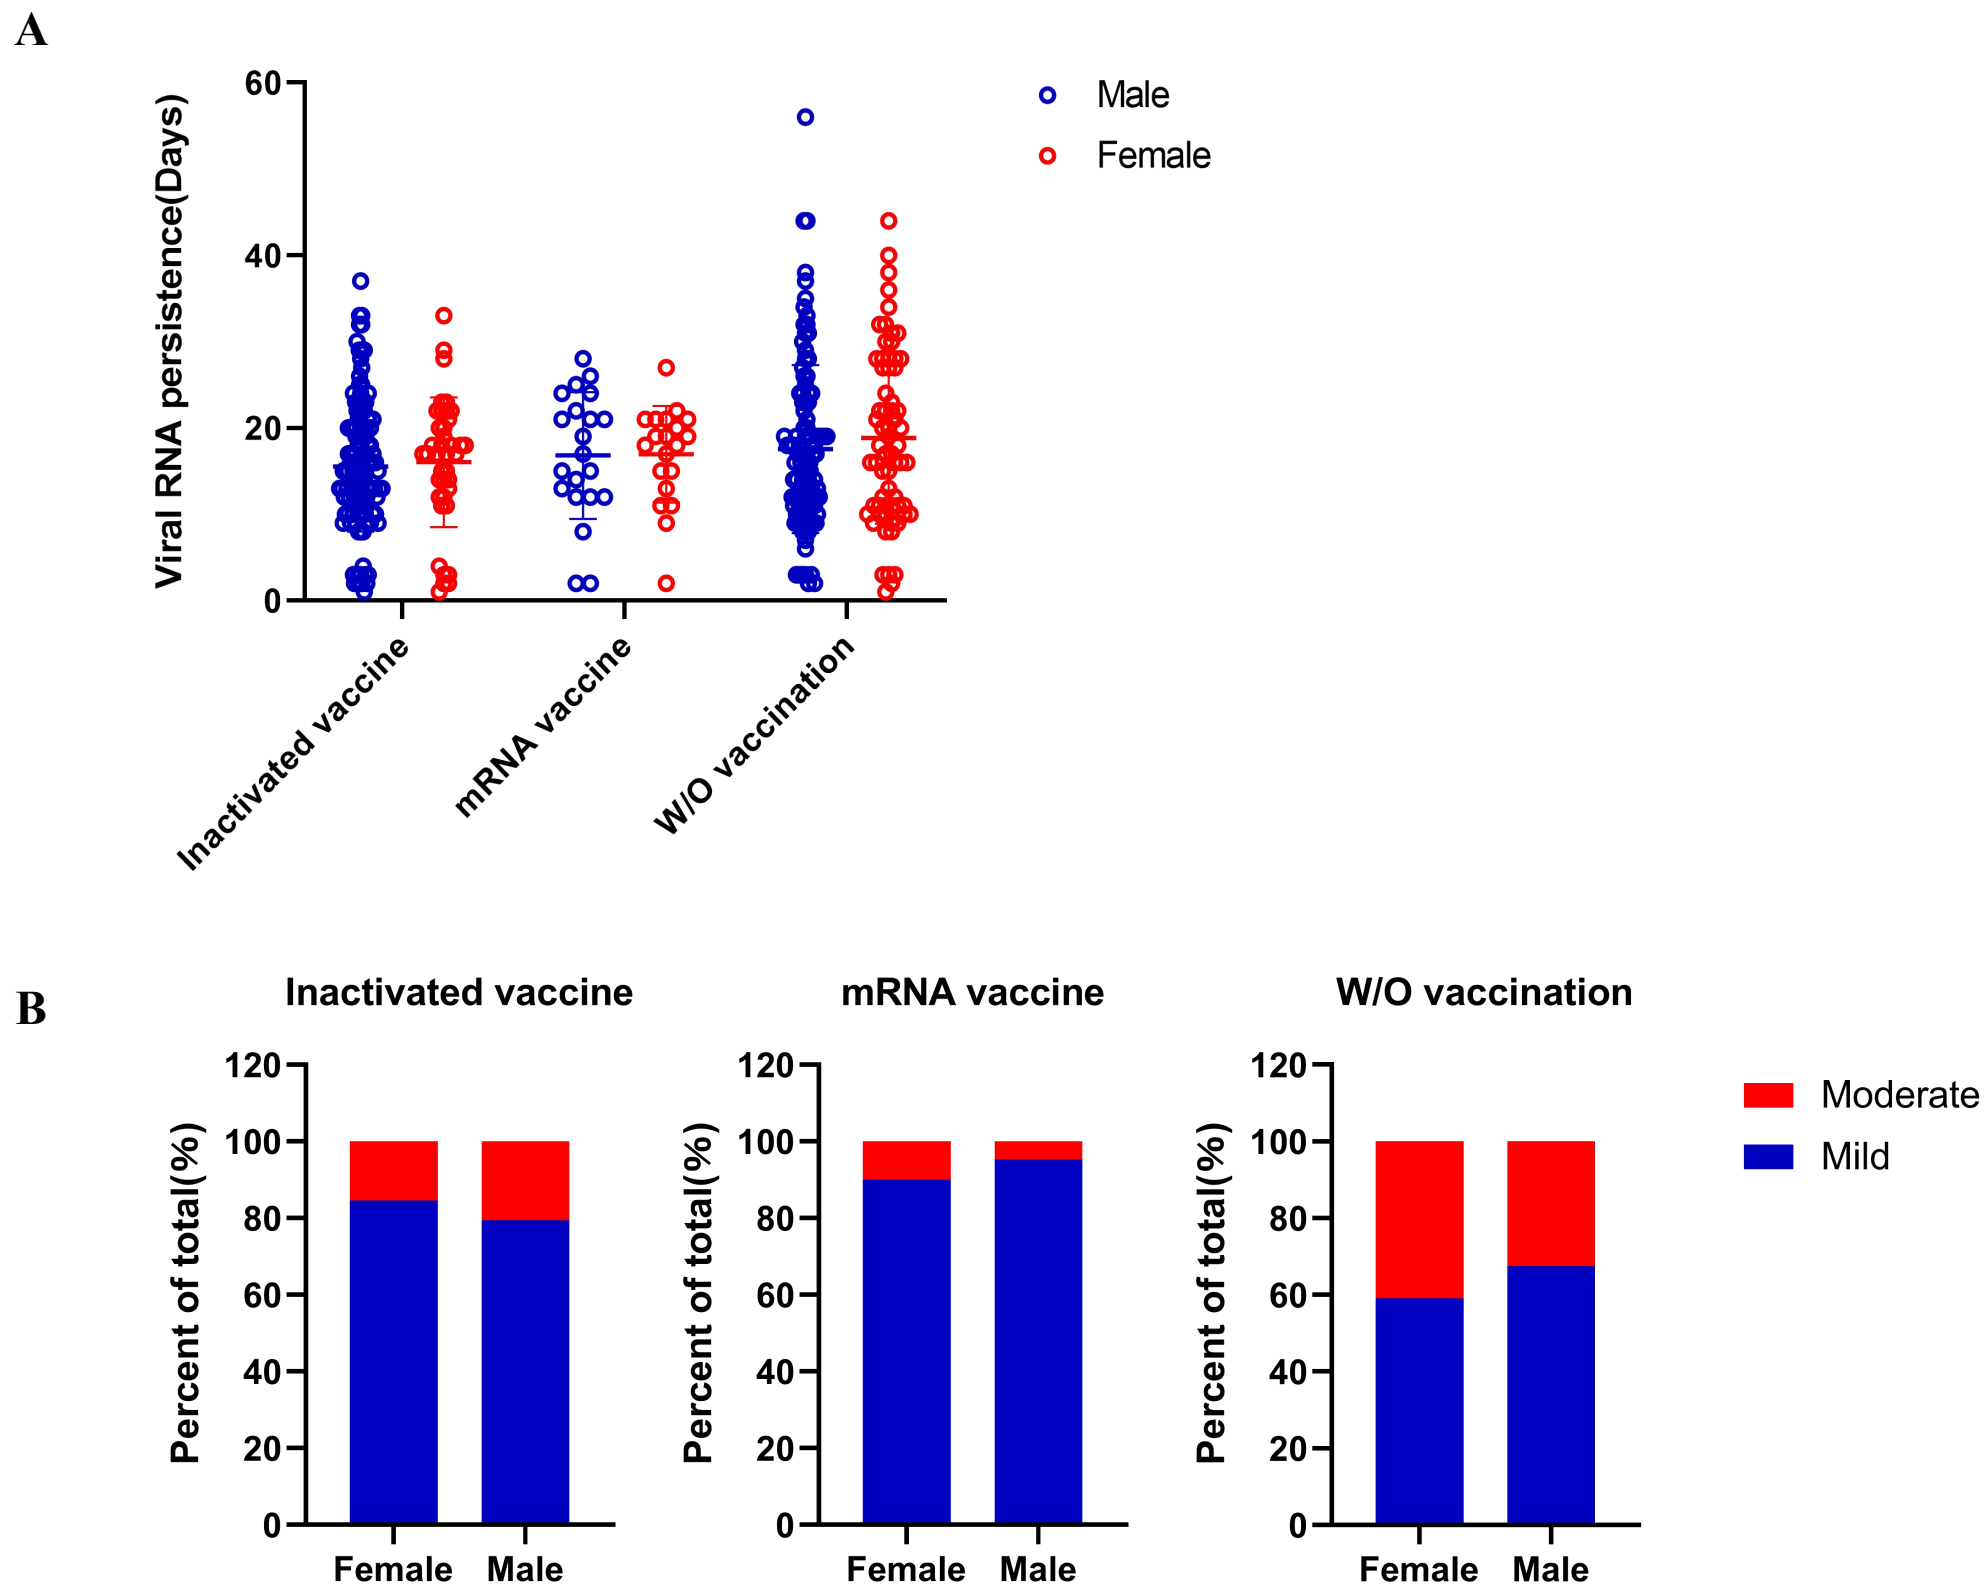 A
Viral RNA persistence(Days)
60
40
20
0
Inactivated vaccine
mRNA vaccine
W/O vaccination
Male
Female
B
Inactivated vaccine
Percent of total(%)
120
100
80
60
40
20
0
Female Male
mRNA vaccine
Percent of total(%)
120
100
80
60
40
20
0
Female Male
W/O vaccination
Percent of total(%)
120
100
80
60
40
20
0
Female Male
Moderate
Mild